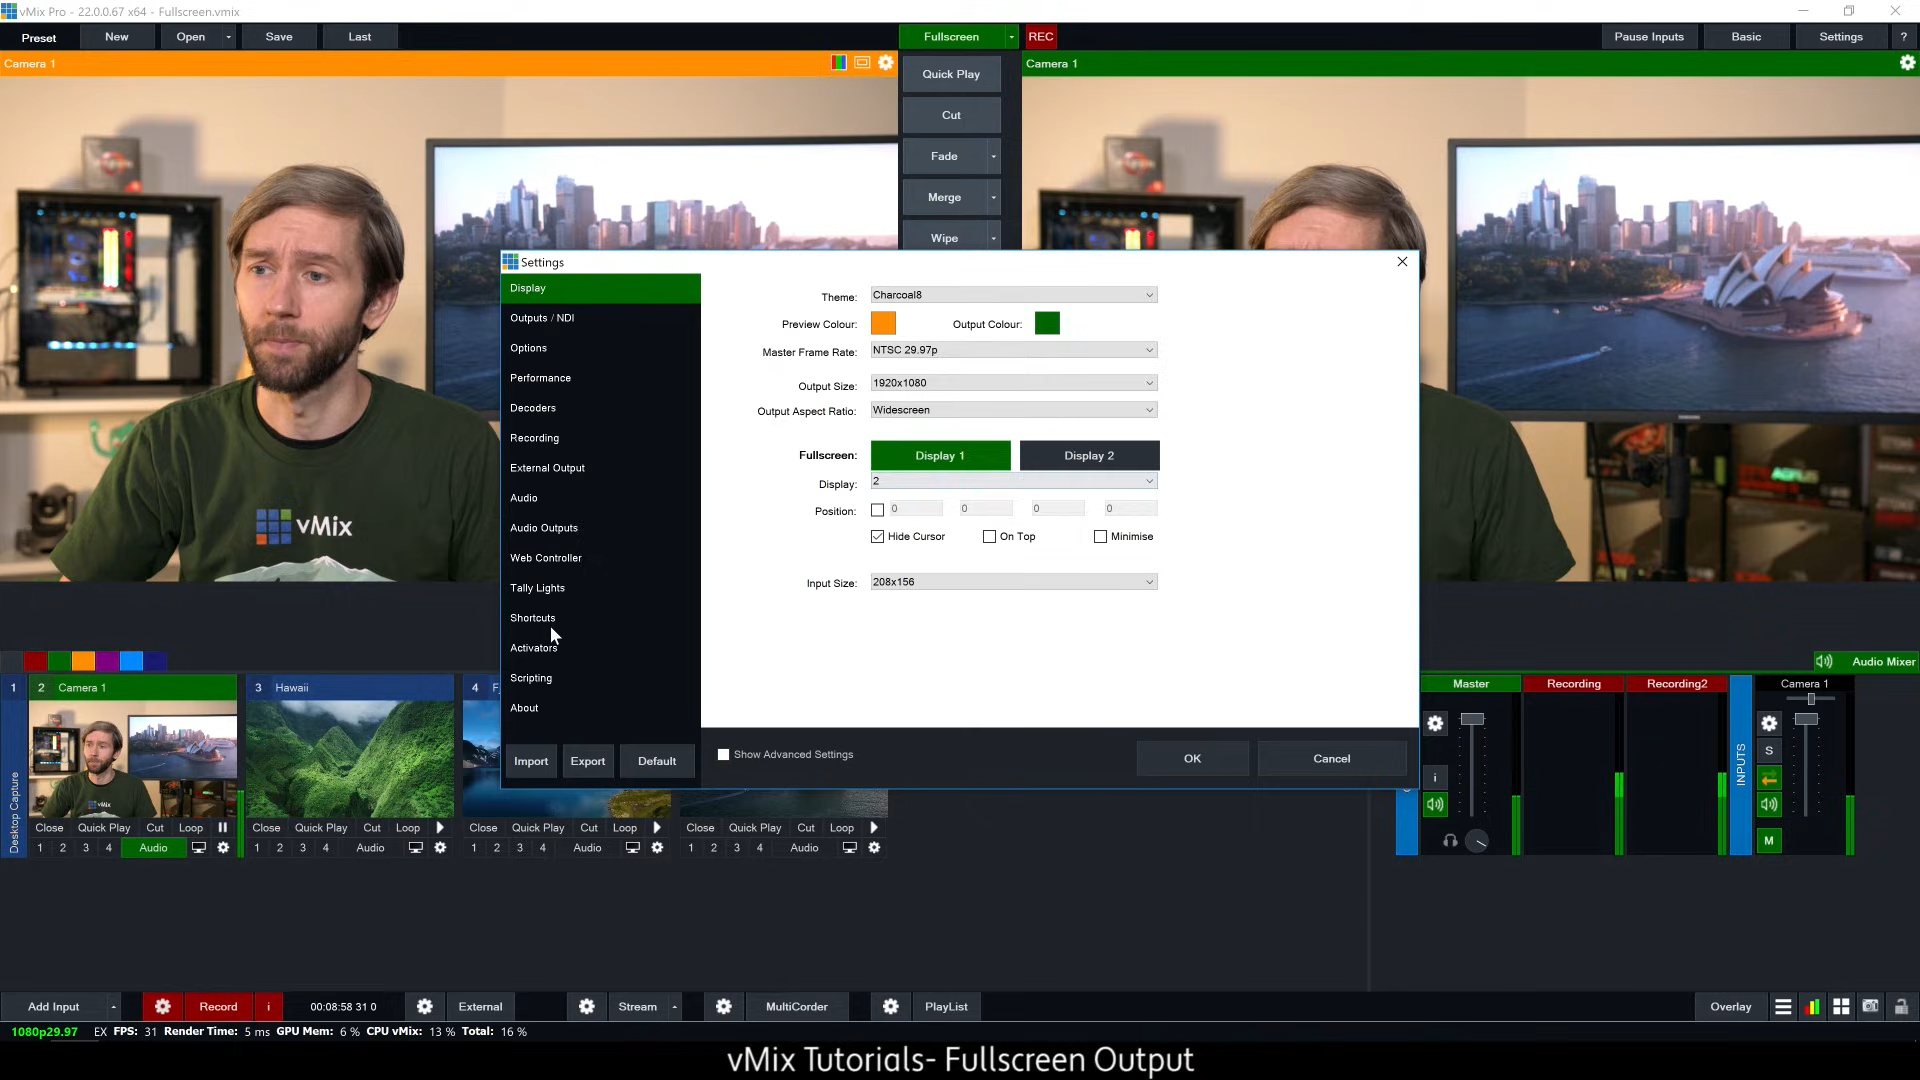 vMix Pro - 22.0.0.67 x64 - Fullscreen.vmix
Preset New Open Save Last Fullscreen REC Pause Inputs Basic Settings ?
Camera 1
Camera 1
Quick Play
Cut
Fade
Merge
Wipe
vMix
Settings
Display
Outputs / NDI
Options
Performance
Decoders
Recording
External Output
Audio
Audio Outputs
Web Controller
Tally Lights
Shortcuts
Activators
Scripting
About
Import Export Default
Theme: Charcoal8
Preview Colour: Output Colour:
Master Frame Rate: NTSC 29.97p
Output Size: 1920x1080
Output Aspect Ratio: Widescreen
Fullscreen: Display 1 Display 2
Display: 2
Position: 0 0 0 0
Hide Cursor On Top Minimise
Input Size: 208x156
Show Advanced Settings OK Cancel
Audio Mixer
1 2 Camera 1 3 Hawaii 4
Desktop Capture
vMix
Close Quick Play Cut Loop Close Quick Play Cut Loop Close Quick Play Cut Loop Close Quick Play Cut Loop
1 2 3 4 Audio 1 2 3 4 Audio 1 2 3 4 Audio 1 2 3 4 Audio
Master Recording Recording2 Camera 1
INPUTS
S
i
M
Add Input Record i 00:08:58 31 0 External Stream MultiCorder PlayList Overlay
1080p29.97 EX FPS: 31 Render Time: 5 ms GPU Mem: 6 % CPU vMix: 13 % Total: 16 %
vMix Tutorials- Fullscreen Output